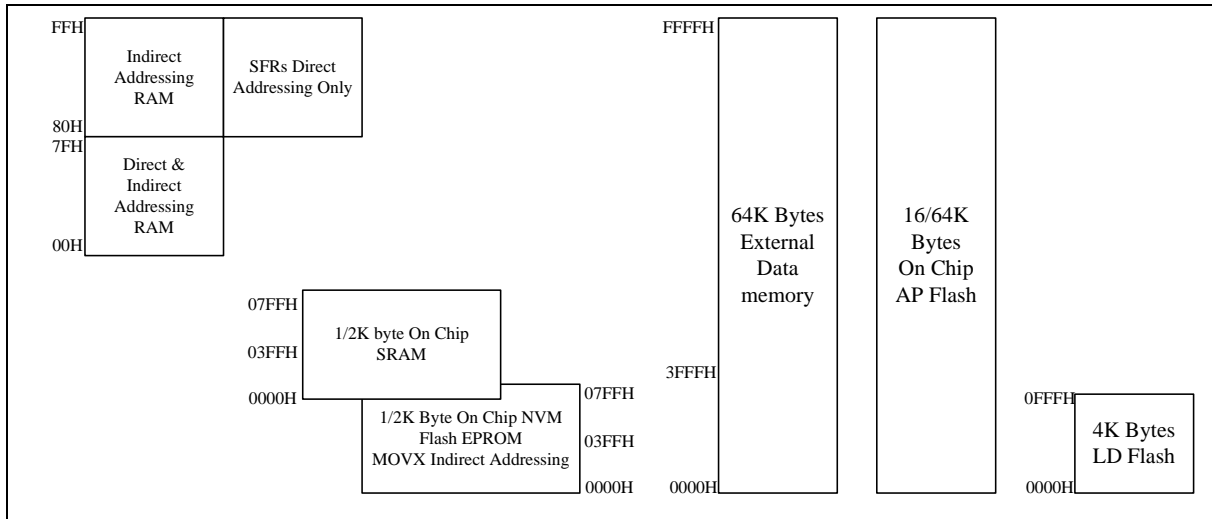 FFH
Indirect
Addressing
RAM
SFRs Direct
Addressing Only
80H
7FH
Direct &
Indirect
Addressing
RAM
00H
07FFH
03FFH
0000H
1/2K byte On Chip
SRAM
1/2K Byte On Chip NVM
Flash EPROM
MOVX Indirect Addressing
07FFH
03FFH
0000H
FFFFH
64K Bytes
External
Data
memory
3FFFH
0000H
16/64K
Bytes
On Chip
AP Flash
0FFFH
4K Bytes
LD Flash
0000H